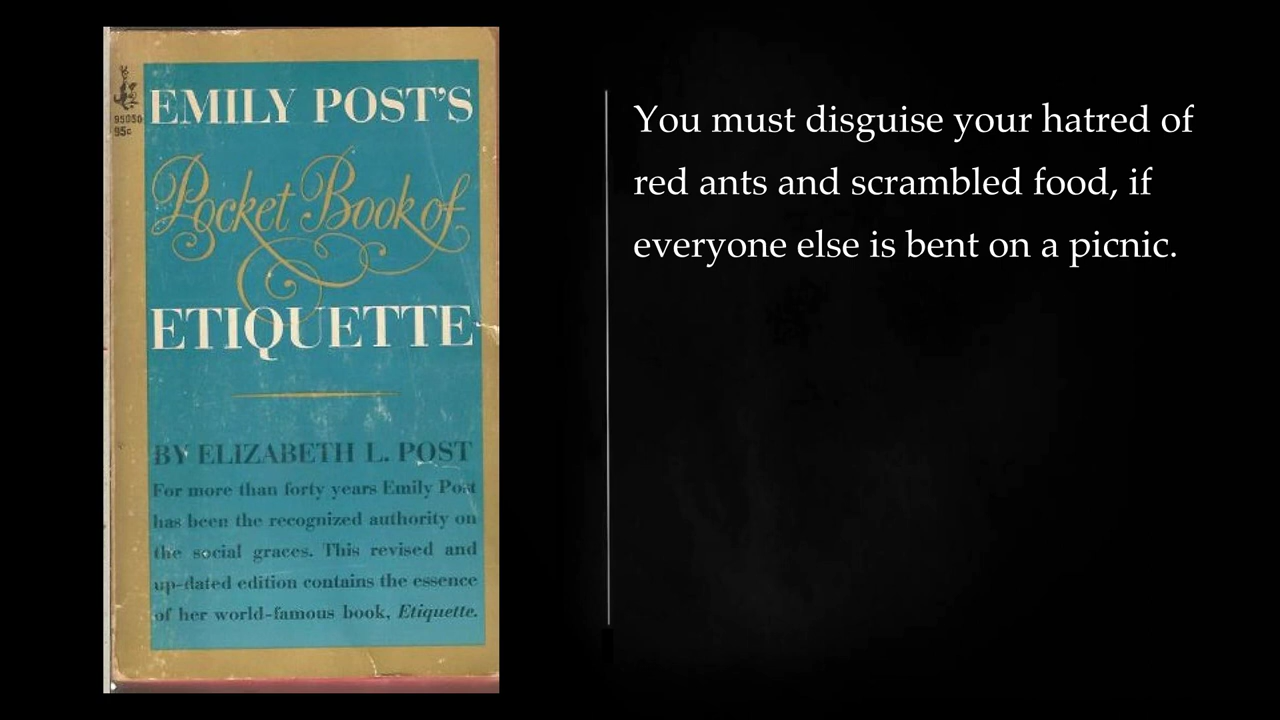 EMILY POST'S
95050
95c
Pocket Book of
ETIQUETTE
BY ELIZABETH L. POST
For more than forty years Emily Post
has been the recognized authority on
the social graces. This revised and
up-dated edition contains the essence
of her world-famous book, Etiquette.
You must disguise your hatred of
red ants and scrambled food, if
everyone else is bent on a picnic.